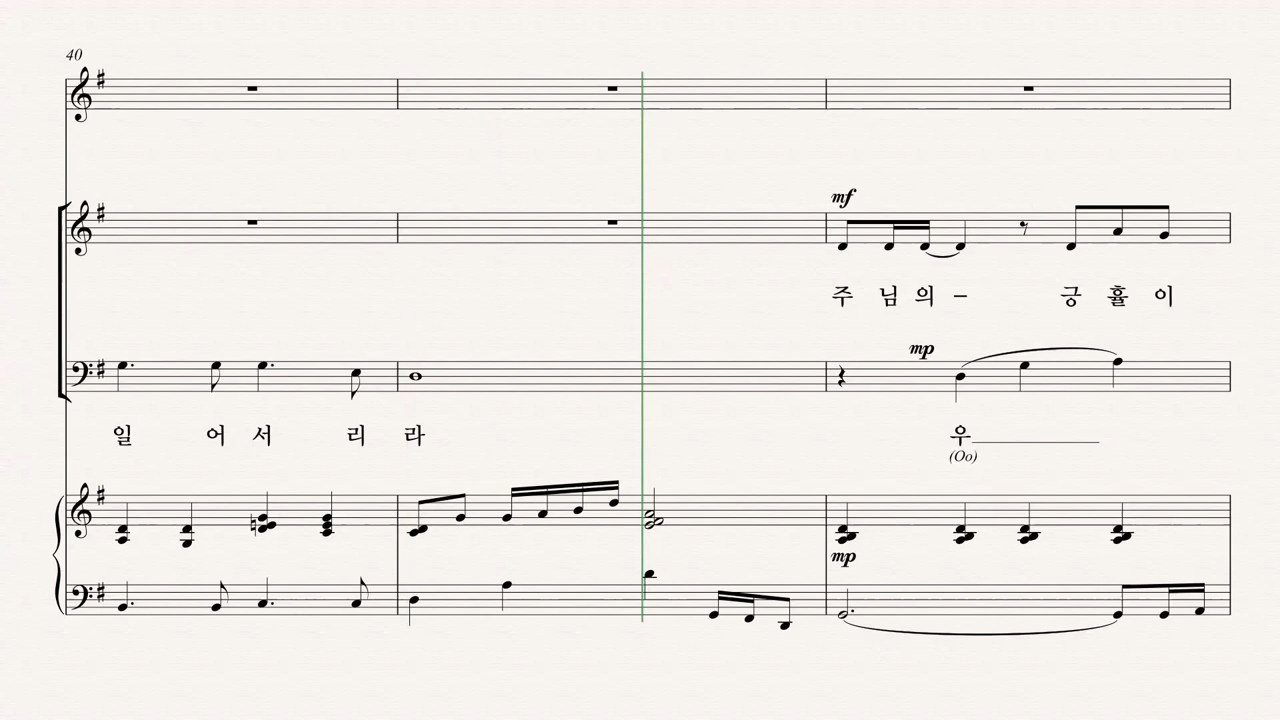 40
mf
주 님 의 – 긍 휼 이
mp
일 어 서 리 라 우
(Oo)
mp